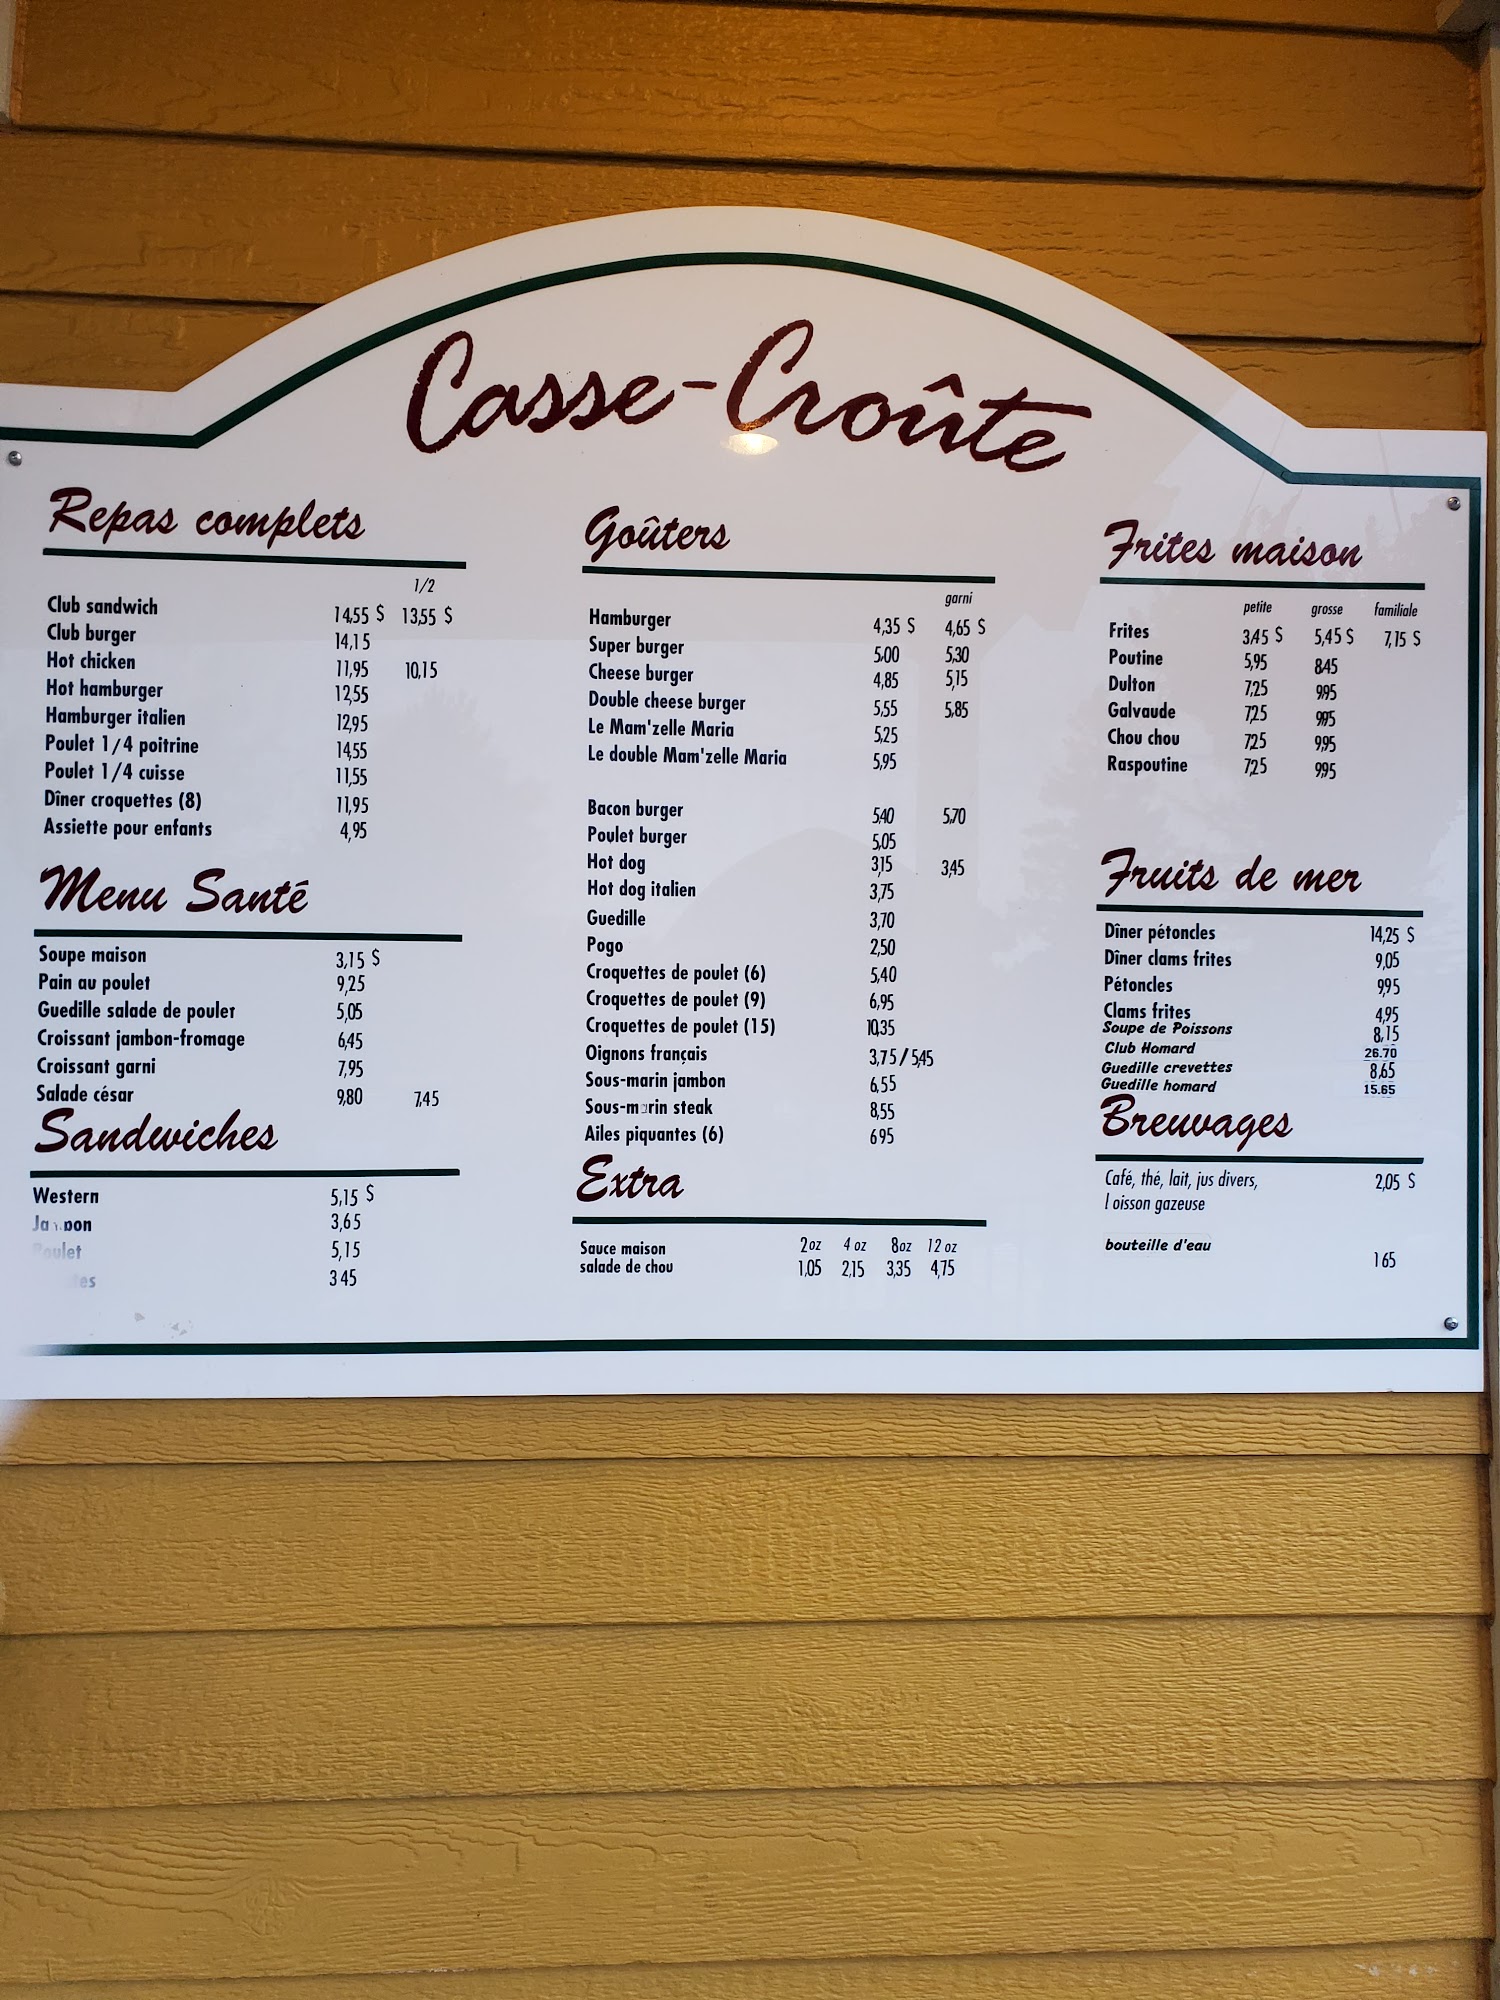 Casse-Croûte
Repas complets
1/2
Club sandwich 14,55 $ 13,55 $
Club burger 14,15
Hot chicken 11,95 10,15
Hot hamburger 12,55
Hamburger italien 12,95
Poulet 1/4 poitrine 14,55
Poulet 1/4 cuisse 11,55
Dîner croquettes (8) 11,95
Assiette pour enfants 4,95
Menu Santé
Soupe maison 3,15 $
Pain au poulet 9,25
Guedille salade de poulet 5,05
Croissant jambon-fromage 6,45
Croissant garni 7,95
Salade césar 9,80 7,45
Sandwiches
Western 5,15 $
Ja pon 3,65
oulet 5,15
es 3 45
Goûters
garni
Hamburger 4,35 $ 4,65 $
Super burger 5,00 5,30
Cheese burger 4,85 5,15
Double cheese burger 5,55 5,85
Le Mam'zelle Maria 5,25
Le double Mam'zelle Maria 5,95
Bacon burger 5,40 5,70
Poulet burger 5,05
Hot dog 3,15 3,45
Hot dog italien 3,75
Guedille 3,70
Pogo 2,50
Croquettes de poulet (6) 5,40
Croquettes de poulet (9) 6,95
Croquettes de poulet (15) 10,35
Oignons français 3,75 / 5,45
Sous-marin jambon 6,55
Sous-marin steak 8,55
Ailes piquantes (6) 6 95
Extra
Sauce maison 2oz 4 oz 8oz 12 oz
salade de chou 1,05 2,15 3,35 4,75
Frites maison
petite grosse familiale
Frites 3,45 $ 5,45 $ 7,15 $
Poutine 5,95 8,45
Dulton 7,25 9,95
Galvaude 7,25 9,95
Chou chou 7,25 9,95
Raspoutine 7,25 9,95
Fruits de mer
Dîner pétoncles 14,25 $
Dîner clams frites 9,05
Pétoncles 9,95
Clams frites 4,95
Soupe de Poissons 8,15
Club Homard 26.70
Guedille crevettes 8,65
Guedille homard 15.65
Breuvages
Café, thé, lait, jus divers, 2,05 $
l oisson gazeuse
bouteille d'eau
1 65